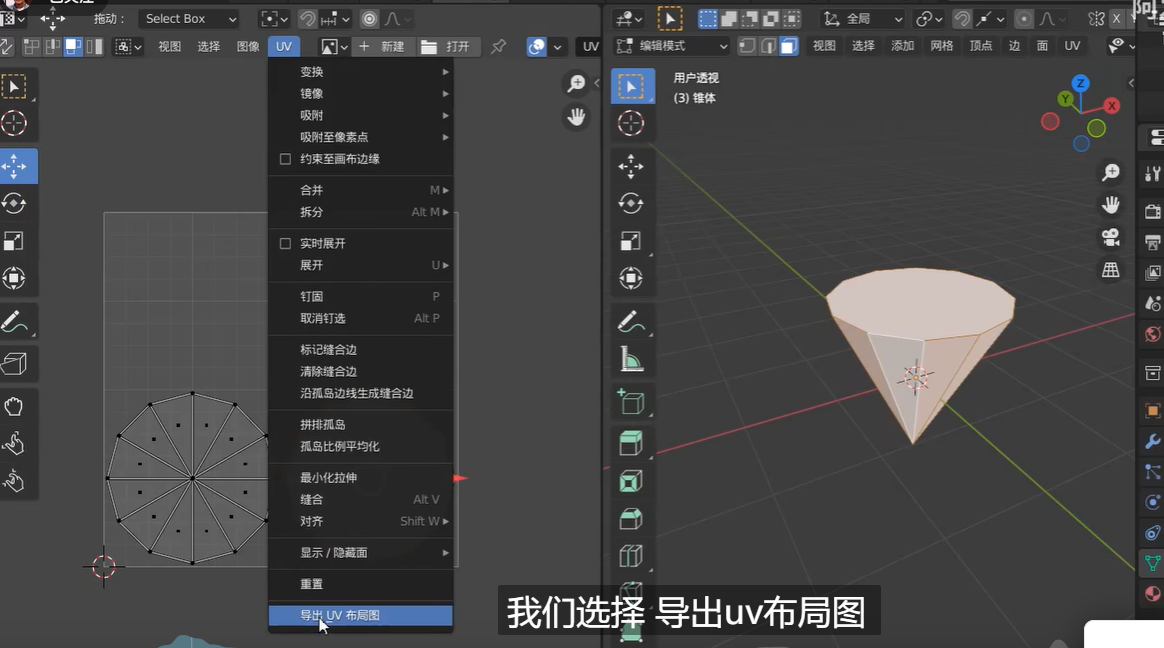 拖动:
Select Box
全局
X
视图
选择
图像
UV
新建
打开
UV
编辑模式
视图
选择
添加
网格
顶点
边
面
UV
变换
镜像
吸附
吸附至像素点
约束至画布边缘
合并 M
拆分 Alt M
实时展开
展开 U
钉固 P
取消钉选 Alt P
标记缝合边
清除缝合边
沿孤岛边线生成缝合边
拼排孤岛
孤岛比例平均化
最小化拉伸
缝合 Alt V
对齐 Shift W
显示 / 隐藏面
重置
导出 UV 布局图
用户透视
(3) 锥体
Z
Y
X
我们选择 导出uv布局图